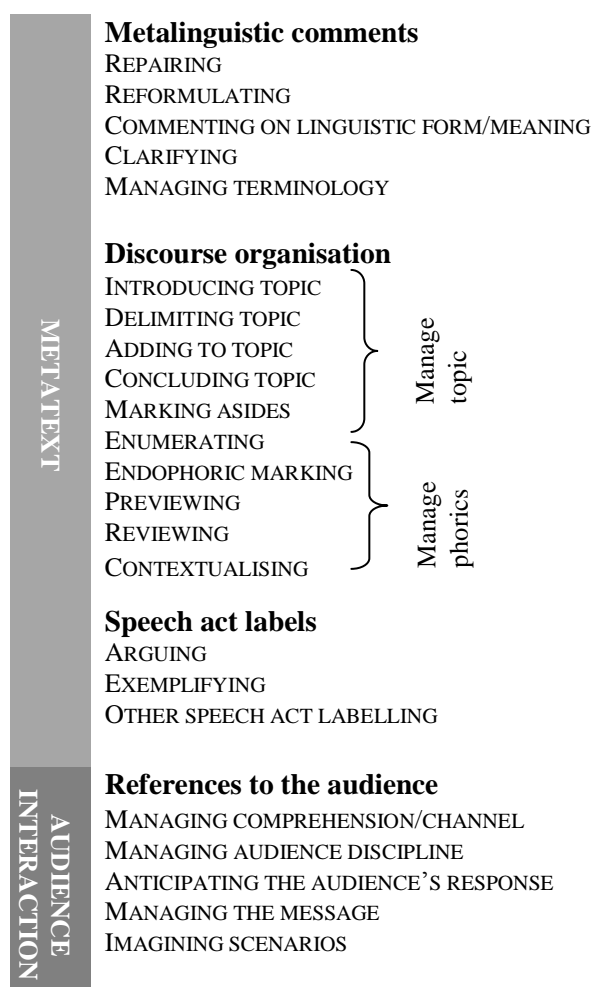 Metalinguistic comments
REPAIRING
REFORMULATING
COMMENTING ON LINGUISTIC FORM/MEANING
CLARIFYING
MANAGING TERMINOLOGY
METATEXT
Discourse organisation
INTRODUCING TOPIC
DELIMITING TOPIC
ADDING TO TOPIC
CONCLUDING TOPIC
MARKING ASIDES
Manage
topic
ENUMERATING
ENDOPHORIC MARKING
PREVIEWING
REVIEWING
CONTEXTUALISING
Manage
phorics
Speech act labels
ARGUING
EXEMPLIFYING
OTHER SPEECH ACT LABELLING
AUDIENCE
INTERACTION
References to the audience
MANAGING COMPREHENSION/CHANNEL
MANAGING AUDIENCE DISCIPLINE
ANTICIPATING THE AUDIENCE'S RESPONSE
MANAGING THE MESSAGE
IMAGINING SCENARIOS